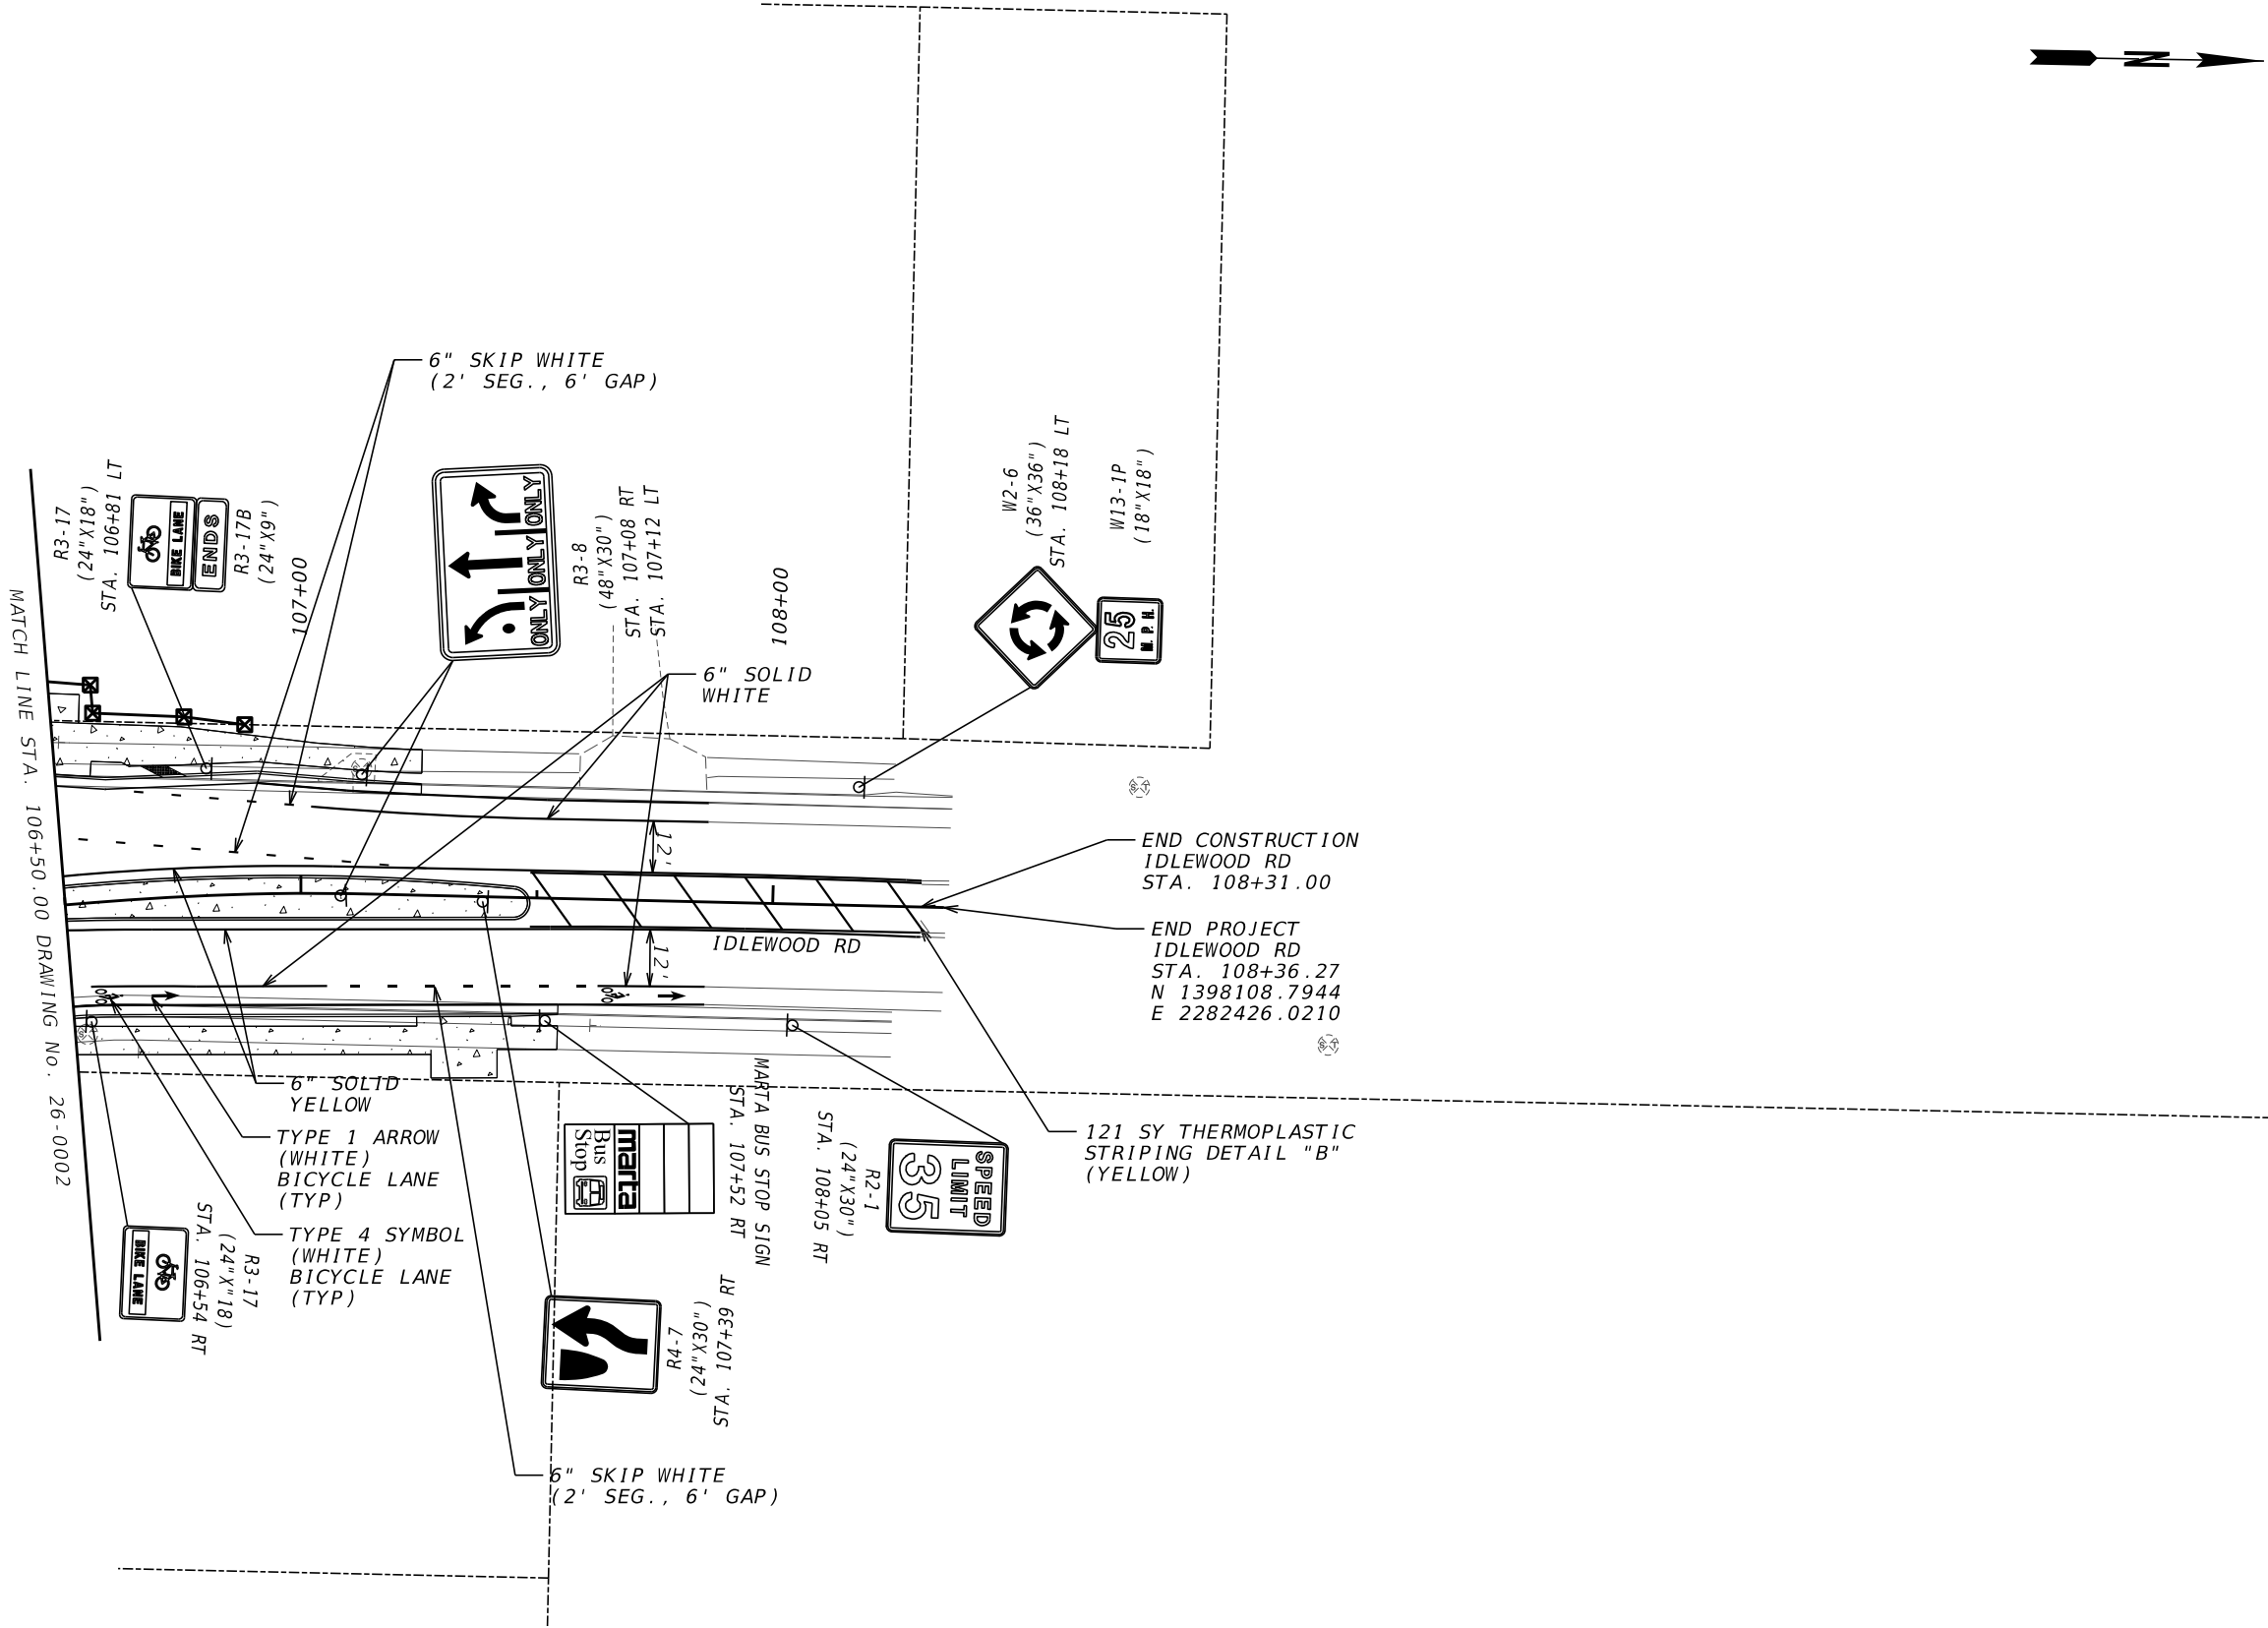 N
6" SKIP WHITE
(2' SEG., 6' GAP)
R3-17
(24"X18")
STA. 106+81 LT
BIKE LANE
ENDS
R3-17B
(24"X9")
107+00
ONLY ONLY ONLY
R3-8
(48"X30")
STA. 107+08 RT
STA. 107+12 LT
108+00
6" SOLID
WHITE
W2-6
(36"X36")
STA. 108+18 LT
W13-1P
(18"X18")
25
M.P.H.
MATCH LINE STA. 106+50.00 DRAWING No. 26-0002
12'
12'
IDLEWOOD RD
END CONSTRUCTION
IDLEWOOD RD
STA. 108+31.00
END PROJECT
IDLEWOOD RD
STA. 108+36.27
N 1398108.7944
E 2282426.0210
6" SOLID
YELLOW
TYPE 1 ARROW
(WHITE)
BICYCLE LANE
(TYP)
TYPE 4 SYMBOL
(WHITE)
BICYCLE LANE
(TYP)
BIKE LANE
R3-17
(24"X"18)
STA. 106+54 RT
marta
Bus
Stop
MARTA BUS STOP SIGN
STA. 107+52 RT
R2-1
(24"X30")
STA. 108+05 RT
SPEED
LIMIT
35
121 SY THERMOPLASTIC
STRIPING DETAIL "B"
(YELLOW)
R4-7
(24"X30")
STA. 107+39 RT
6" SKIP WHITE
(2' SEG., 6' GAP)